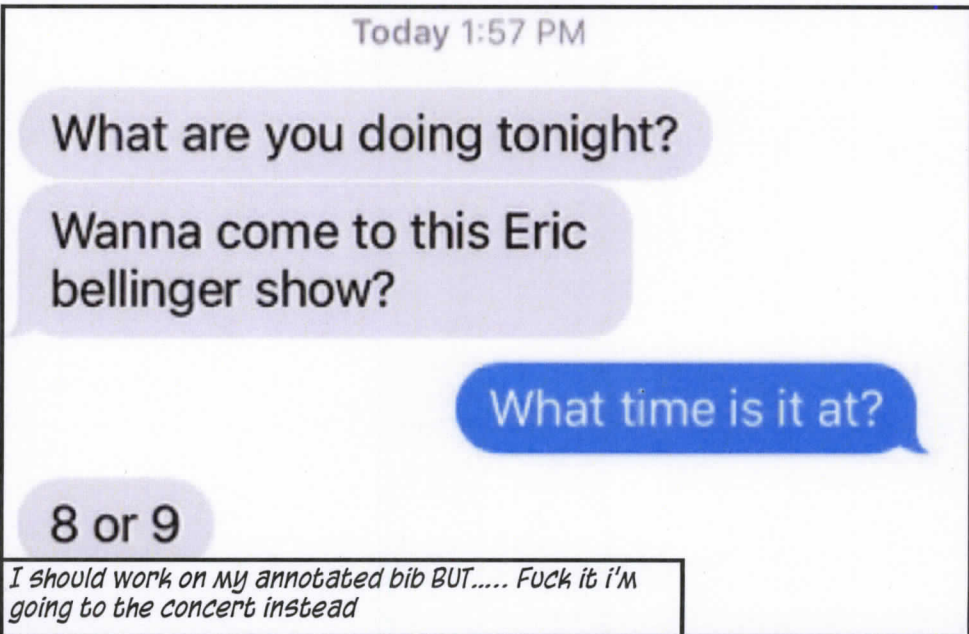 Today 1:57 PM
What are you doing tonight?
Wanna come to this Eric
bellinger show?
What time is it at?
8 or 9
I should work on my annotated bib BUT..... Fuck it i'm
going to the concert instead